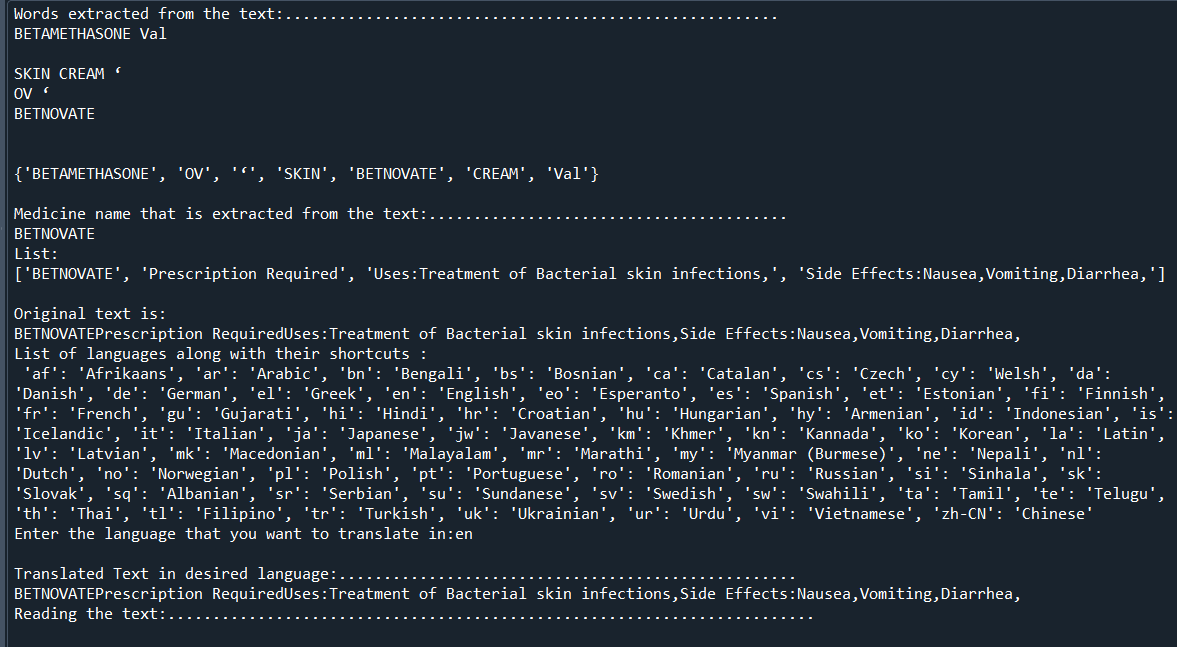 Words extracted from the text:.......................................................
BETAMETHASONE Val
SKIN CREAM ‘
OV ‘
BETNOVATE
{'BETAMETHASONE', 'OV', '‘', 'SKIN', 'BETNOVATE', 'CREAM', 'Val'}
Medicine name that is extracted from the text:........................................
BETNOVATE
List:
['BETNOVATE', 'Prescription Required', 'Uses:Treatment of Bacterial skin infections,', 'Side Effects:Nausea,Vomiting,Diarrhea,']
Original text is:
BETNOVATEPrescription RequiredUses:Treatment of Bacterial skin infections,Side Effects:Nausea,Vomiting,Diarrhea,
List of languages along with their shortcuts :
'af': 'Afrikaans', 'ar': 'Arabic', 'bn': 'Bengali', 'bs': 'Bosnian', 'ca': 'Catalan', 'cs': 'Czech', 'cy': 'Welsh', 'da':
'Danish', 'de': 'German', 'el': 'Greek', 'en': 'English', 'eo': 'Esperanto', 'es': 'Spanish', 'et': 'Estonian', 'fi': 'Finnish',
'fr': 'French', 'gu': 'Gujarati', 'hi': 'Hindi', 'hr': 'Croatian', 'hu': 'Hungarian', 'hy': 'Armenian', 'id': 'Indonesian', 'is':
'Icelandic', 'it': 'Italian', 'ja': 'Japanese', 'jw': 'Javanese', 'km': 'Khmer', 'kn': 'Kannada', 'ko': 'Korean', 'la': 'Latin',
'lv': 'Latvian', 'mk': 'Macedonian', 'ml': 'Malayalam', 'mr': 'Marathi', 'my': 'Myanmar (Burmese)', 'ne': 'Nepali', 'nl':
'Dutch', 'no': 'Norwegian', 'pl': 'Polish', 'pt': 'Portuguese', 'ro': 'Romanian', 'ru': 'Russian', 'si': 'Sinhala', 'sk':
'Slovak', 'sq': 'Albanian', 'sr': 'Serbian', 'su': 'Sundanese', 'sv': 'Swedish', 'sw': 'Swahili', 'ta': 'Tamil', 'te': 'Telugu',
'th': 'Thai', 'tl': 'Filipino', 'tr': 'Turkish', 'uk': 'Ukrainian', 'ur': 'Urdu', 'vi': 'Vietnamese', 'zh-CN': 'Chinese'
Enter the language that you want to translate in:en
Translated Text in desired language:...................................................
BETNOVATEPrescription RequiredUses:Treatment of Bacterial skin infections,Side Effects:Nausea,Vomiting,Diarrhea,
Reading the text:........................................................................